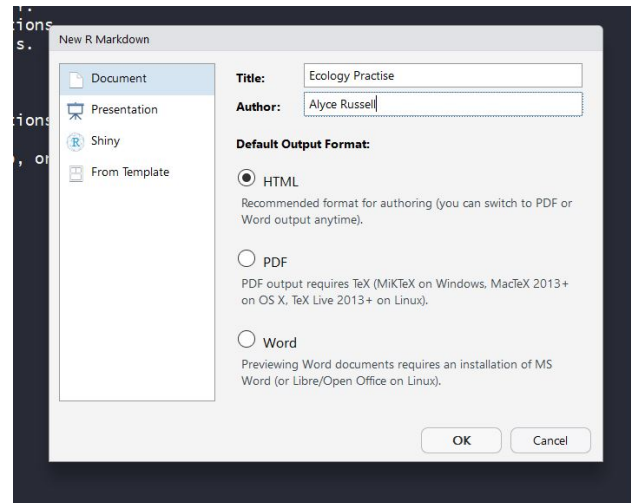 ions
s.
New R Markdown
Document
Presentation
Shiny
From Template
Title: Ecology Practise
Author: Alyce Russell
Default Output Format:
HTML
Recommended format for authoring (you can switch to PDF or
Word output anytime).
PDF
PDF output requires TeX (MiKTeX on Windows, MacTeX 2013+
on OS X, TeX Live 2013+ on Linux).
Word
Previewing Word documents requires an installation of MS
Word (or Libre/Open Office on Linux).
OK Cancel